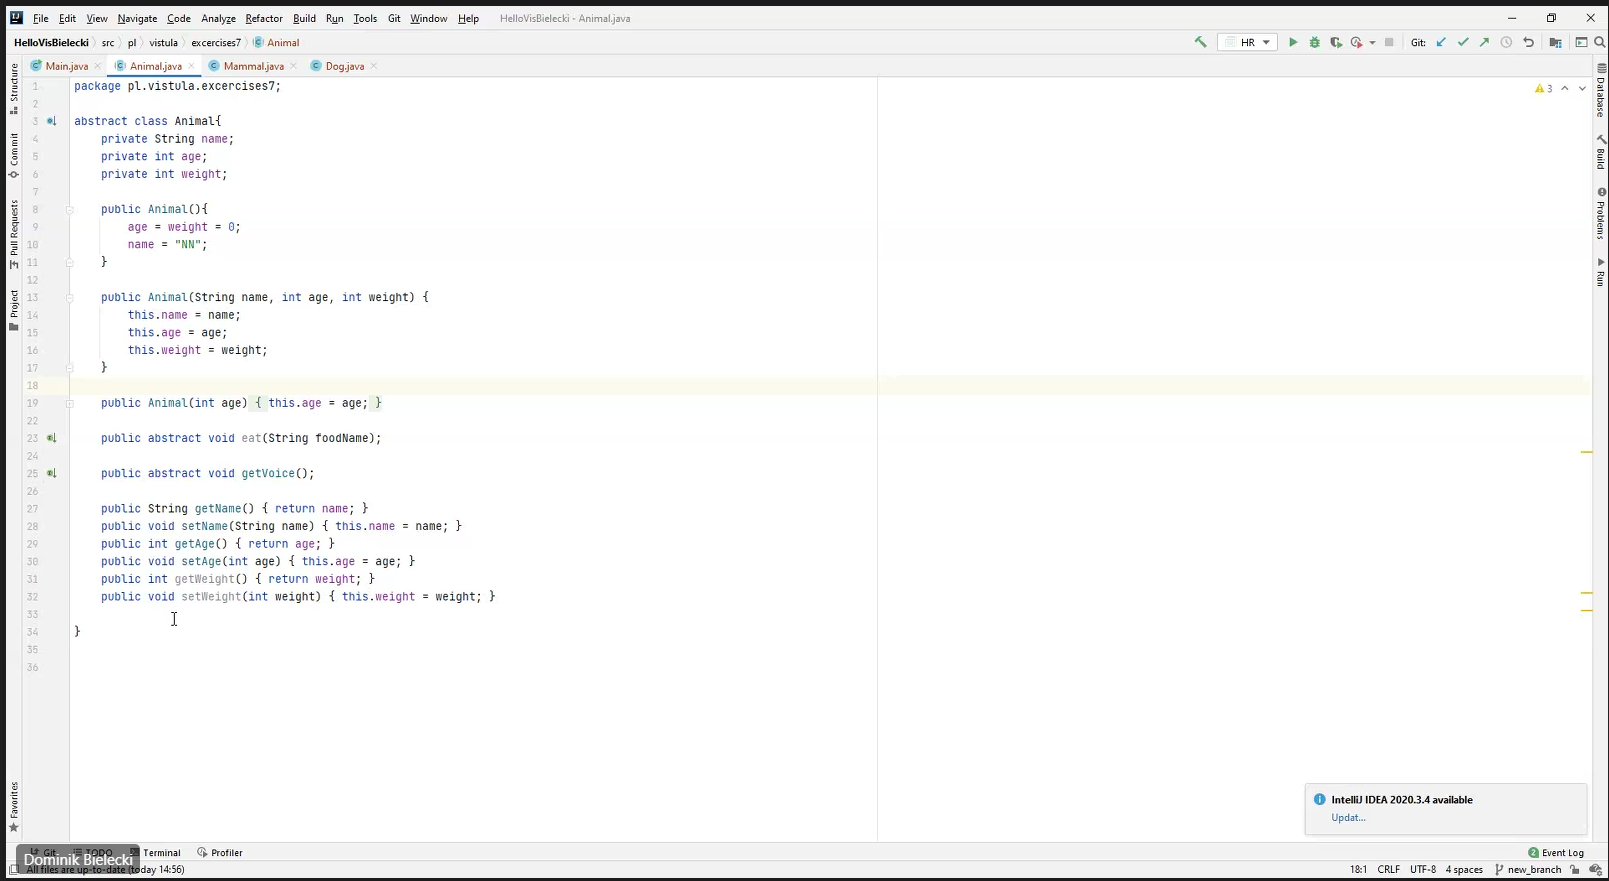 File Edit View Navigate Code Analyze Refactor Build Run Tools Git Window Help HelloVisBielecki - Animal.java
HelloVisBielecki src pl vistula excercises7 Animal HR Git:
Main.java Animal.java Mammal.java Dog.java
Structure
Commit
Pull Requests
Project
Favorites
1 package pl.vistula.excercises7;
2
3 abstract class Animal{
4 private String name;
5 private int age;
6 private int weight;
7
8 public Animal(){
9 age = weight = 0;
10 name = "NN";
11 }
12
13 public Animal(String name, int age, int weight) {
14 this.name = name;
15 this.age = age;
16 this.weight = weight;
17 }
18
19 public Animal(int age) { this.age = age; }
22
23 public abstract void eat(String foodName);
24
25 public abstract void getVoice();
26
27 public String getName() { return name; }
28 public void setName(String name) { this.name = name; }
29 public int getAge() { return age; }
30 public void setAge(int age) { this.age = age; }
31 public int getWeight() { return weight; }
32 public void setWeight(int weight) { this.weight = weight; }
33
34 }
35
36
3
Database
Build
Problems
Run
IntelliJ IDEA 2020.3.4 available
Updat...
Git TODO Terminal Profiler 2 Event Log
Dominik Bielecki
All files are up-to-date (today 14:56) 18:1 CRLF UTF-8 4 spaces new_branch